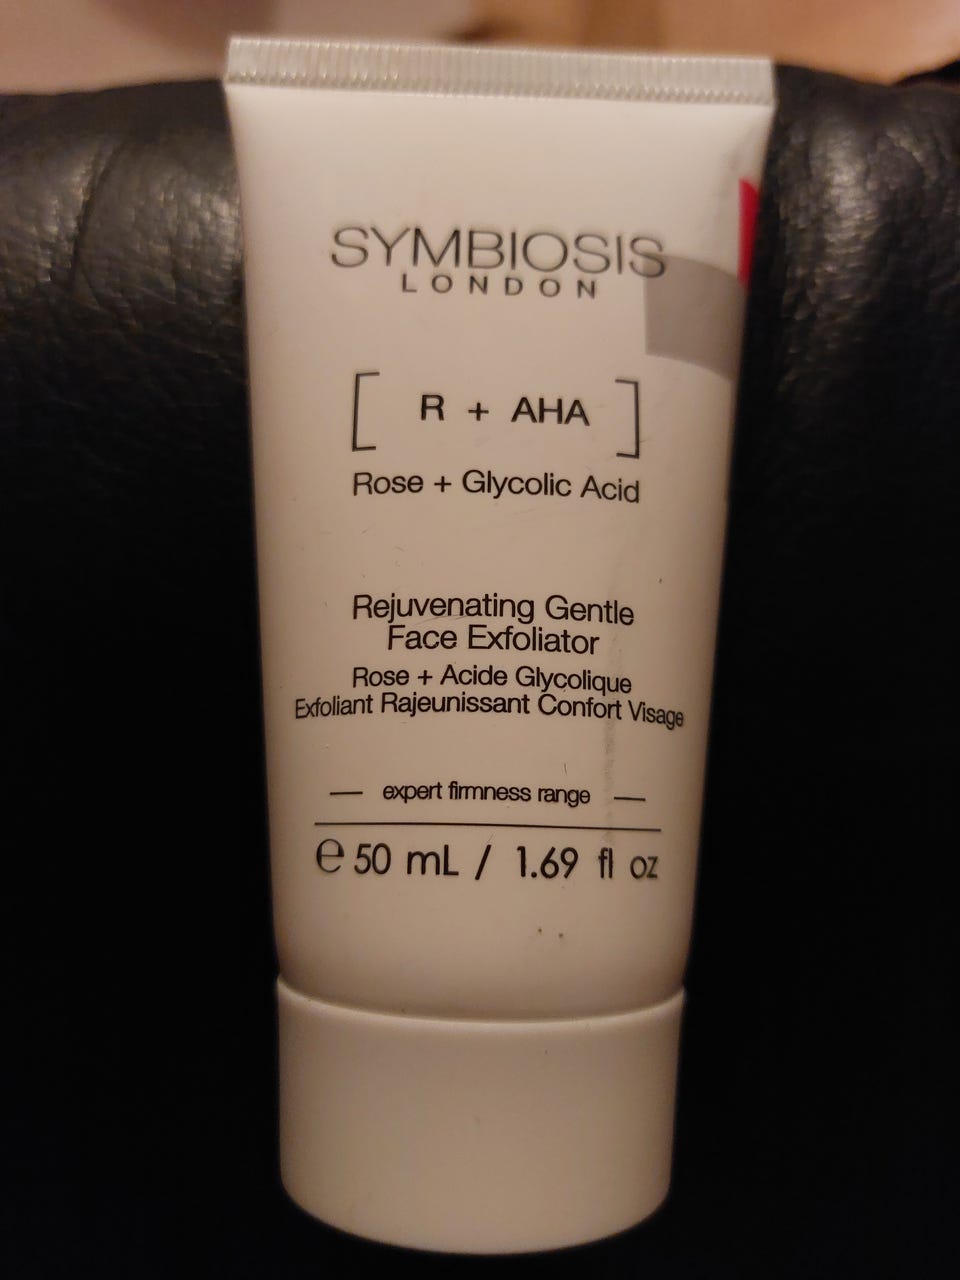 SYMBIOSIS
LONDON
[ R + AHA ]
Rose + Glycolic Acid
Rejuvenating Gentle
Face Exfoliator
Rose + Acide Glycolique
Exfoliant Rajeunissant Confort Visage
— expert firmness range —
℮ 50 mL / 1.69 fl oz